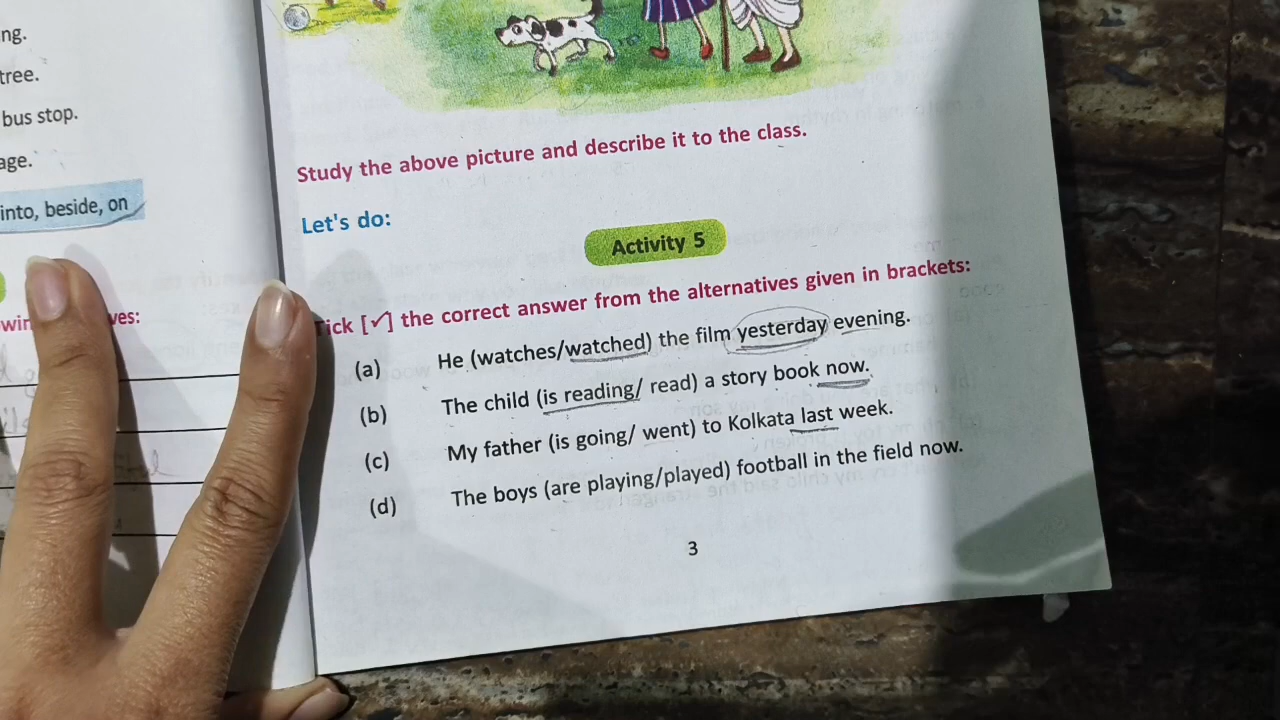 ng.
tree.
bus stop.
age.
into, beside, on
ves:
Study the above picture and describe it to the class.
Let's do:
Activity 5
ick [✓] the correct answer from the alternatives given in brackets:
(a) He (watches/watched) the film yesterday evening.
(b) The child (is reading/ read) a story book now.
(c) My father (is going/ went) to Kolkata last week.
(d) The boys (are playing/played) football in the field now.
3